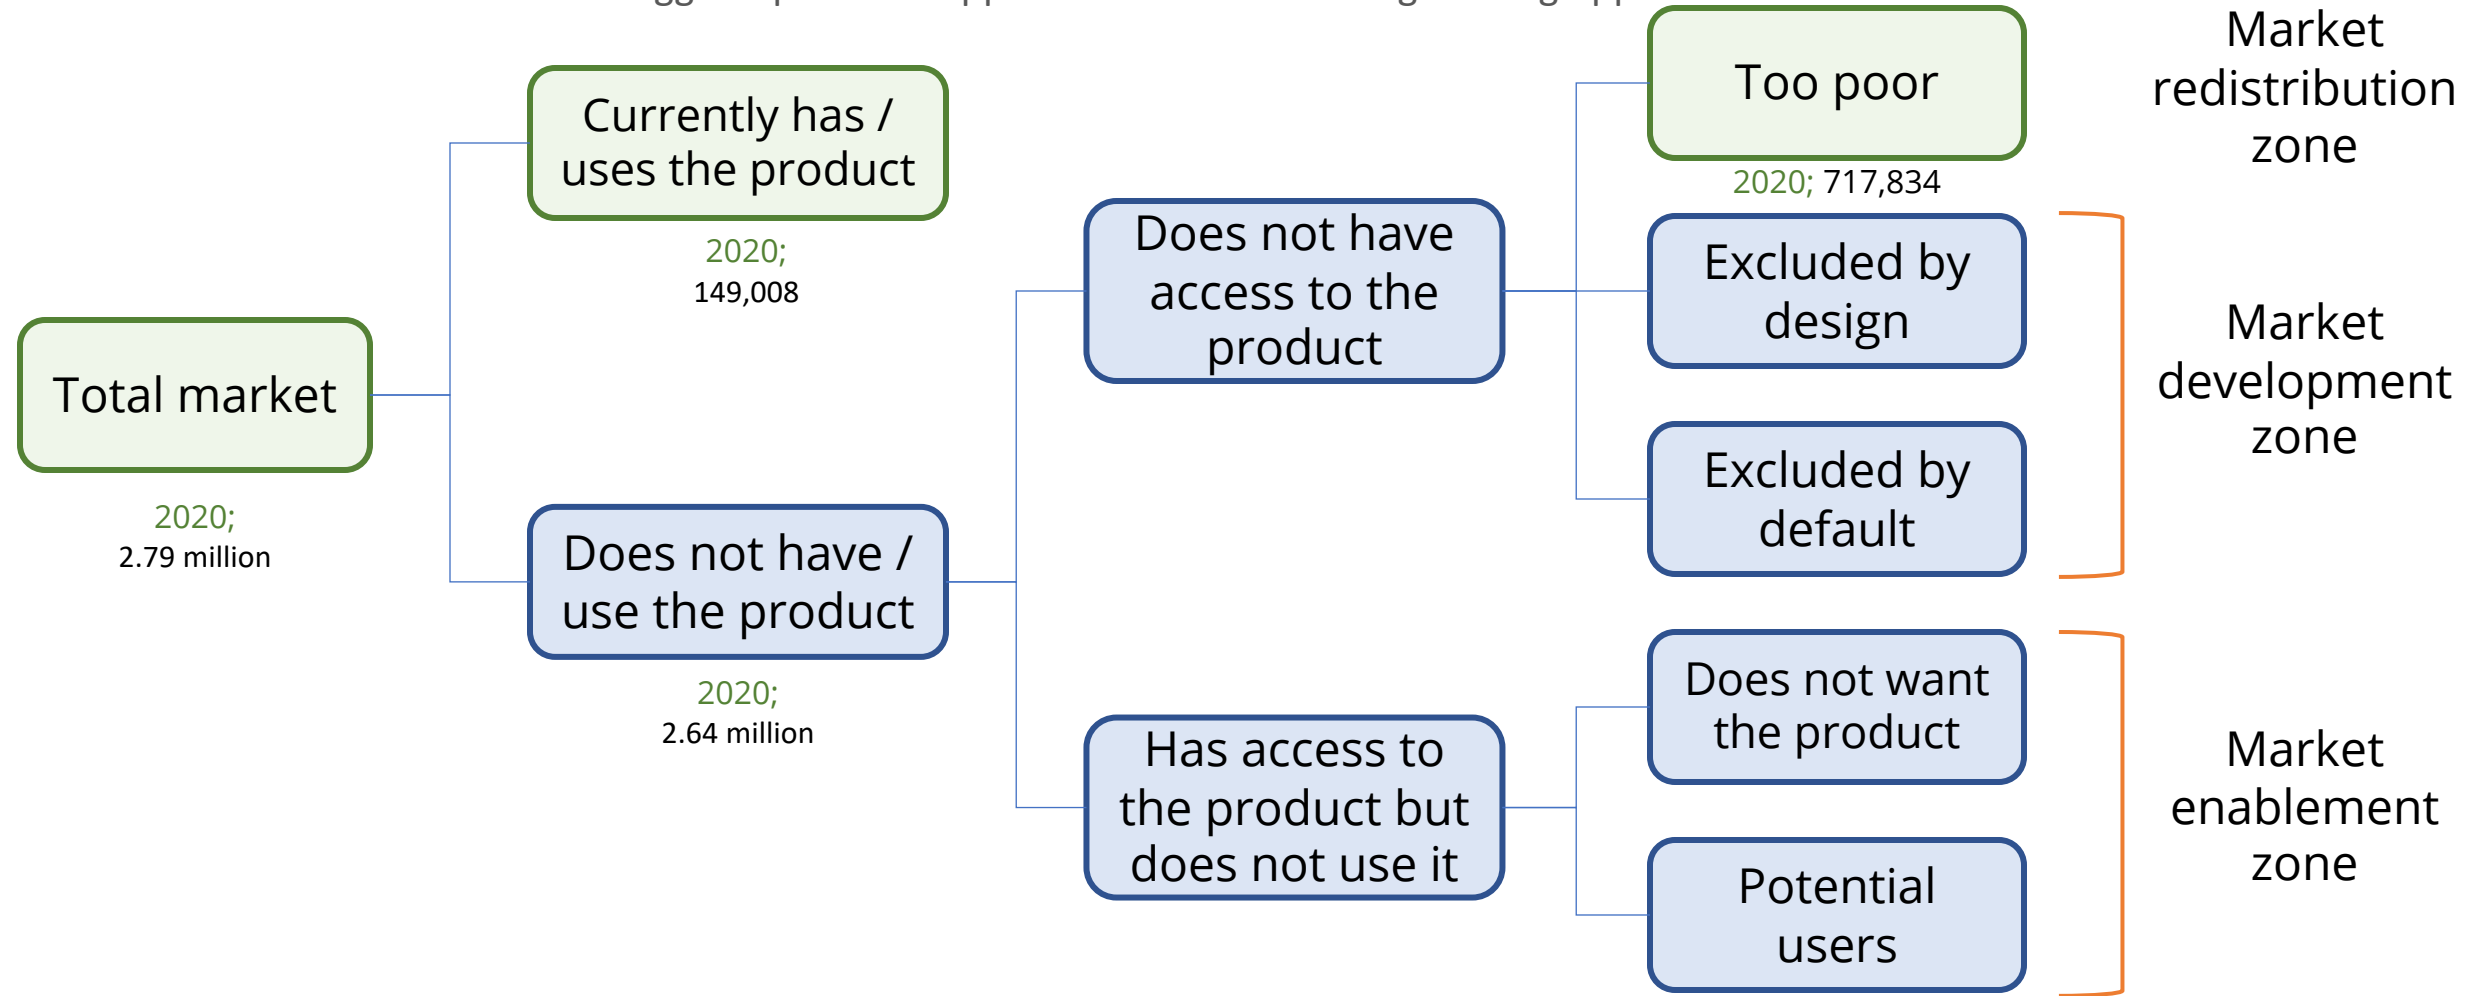 Currently has /
uses the product
2020;
149,008
Total market
2020;
2.79 million
Does not have /
use the product
2020;
2.64 million
Does not have
access to the
product
Has access to
the product but
does not use it
Too poor
2020; 717,834
Excluded by
design
Excluded by
default
Does not want
the product
Potential
users
Market
redistribution
zone
Market
development
zone
Market
enablement
zone